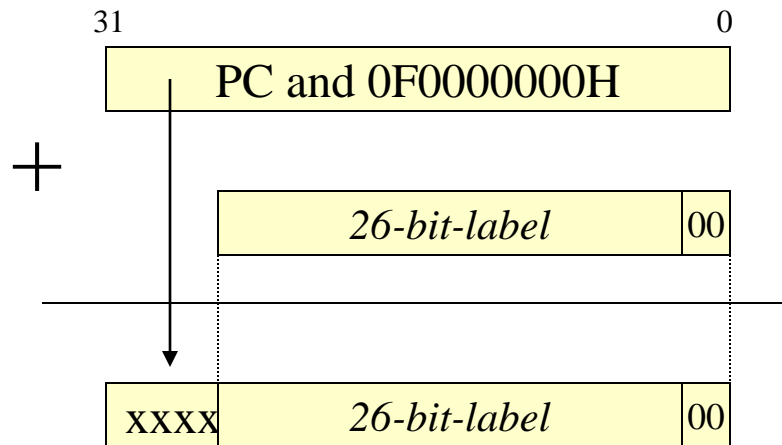 31 0
PC and 0F0000000H
+
26-bit-label 00
xxxx 26-bit-label 00